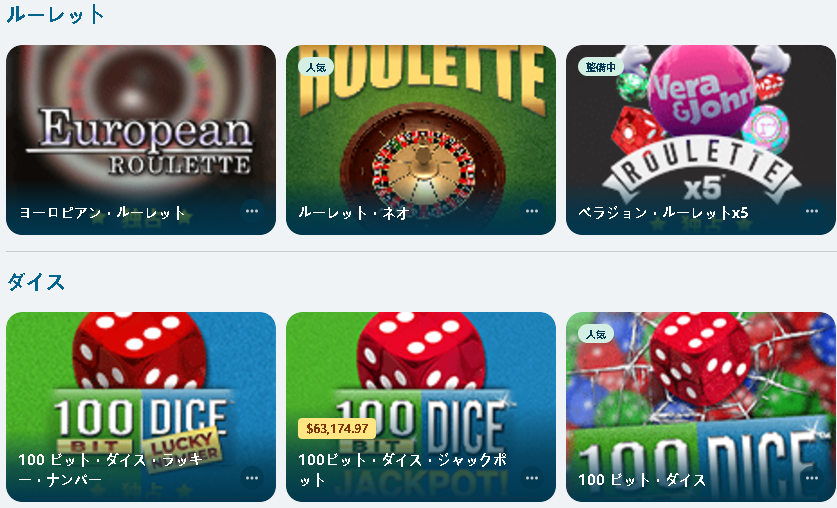 ルーレット
European
ROULETTE
ヨーロピアン・ルーレット
人気
ROULETTE
ルーレット・ネオ
整備中
Vera
&John
ROULETTE
x5
ベラジョン・ルーレットx5
ダイス
100 DICE
BIT LUCKY
100 ビット・ダイス・ラッキ
ー・ナンバー
100 DICE
BIT
$63,174.97
JACKPOT!
100ビット・ダイス・ジャックポ
ット
人気
100 DICE
100 ビット・ダイス